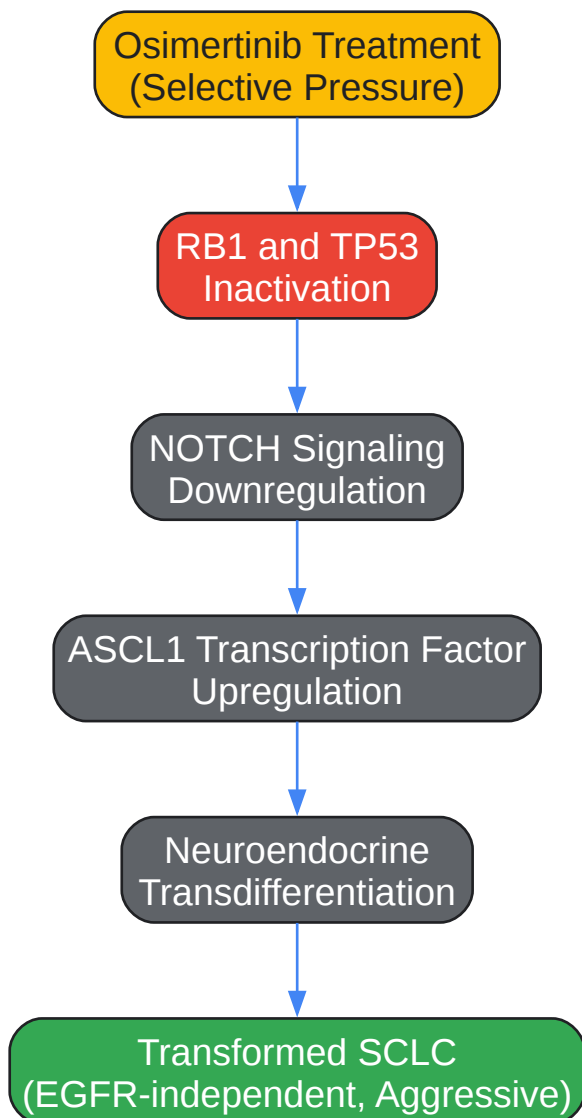 Osimertinib Treatment
(Selective Pressure)
RB1 and TP53
Inactivation
NOTCH Signaling
Downregulation
ASCL1 Transcription Factor
Upregulation
Neuroendocrine
Transdifferentiation
Transformed SCLC
(EGFR-independent, Aggressive)